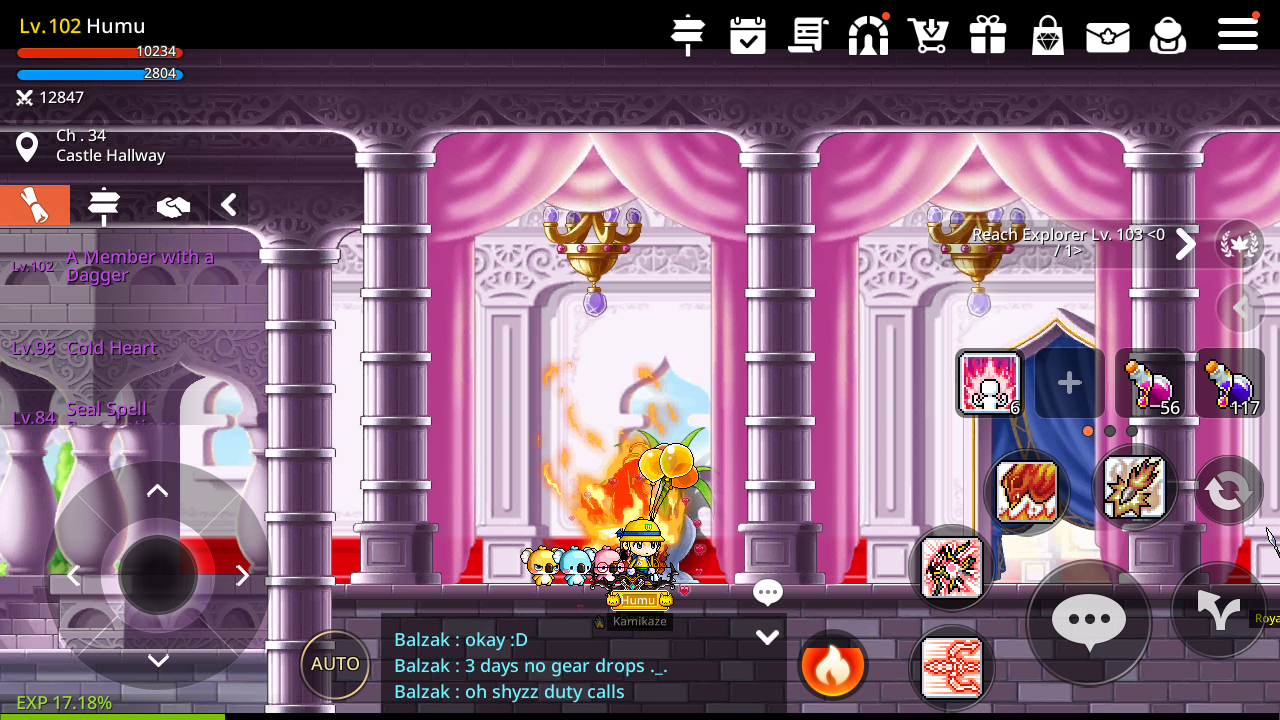 Lv.102 Humu
10234
2804
12847
Ch . 34
Castle Hallway
Lv.102 A Member with a
Dagger
Lv.98 Cold Heart
Lv.84 Seal Spell
Reach Explorer Lv. 103 <0
/ 1>
6
56
117
Humu
Kamikaze
AUTO
Balzak : okay :D
Balzak : 3 days no gear drops ._.
Balzak : oh shyzz duty calls
Roya
EXP 17.18%